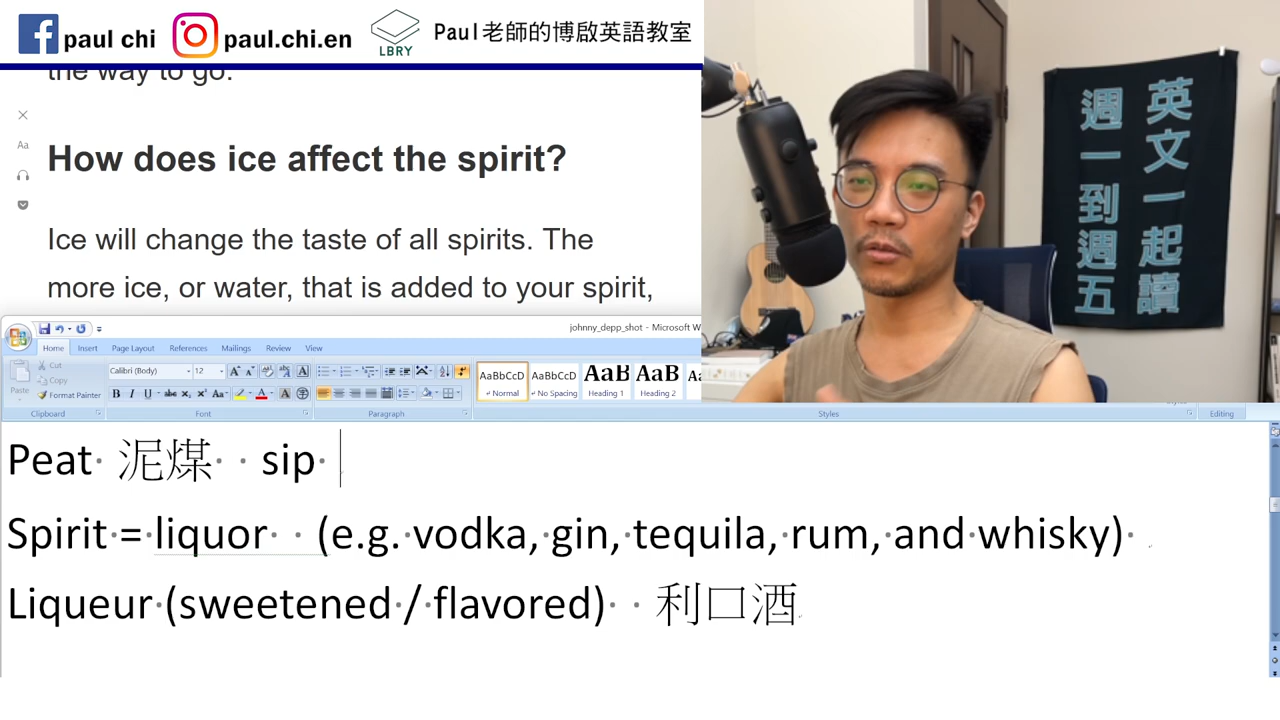 paul chi paul.chi.en LBRY Paul老師的博啟英語教室
the way to go.
How does ice affect the spirit?
Aa
Ice will change the taste of all spirits. The
more ice, or water, that is added to your spirit,
英文一起讀
週一到週五
johnny_depp_shot - Microsoft W
Home Insert Page Layout References Mailings Review View
Paste Cut Copy Format Painter
Calibri (Body) 12
AaBbCcD AaBbCcD AaBb AaB
Normal No Spacing Heading 1 Heading 2
Clipboard Font Paragraph Styles Editing
Peat 泥煤 sip
Spirit = liquor (e.g. vodka, gin, tequila, rum, and whisky)
Liqueur (sweetened / flavored) 利口酒